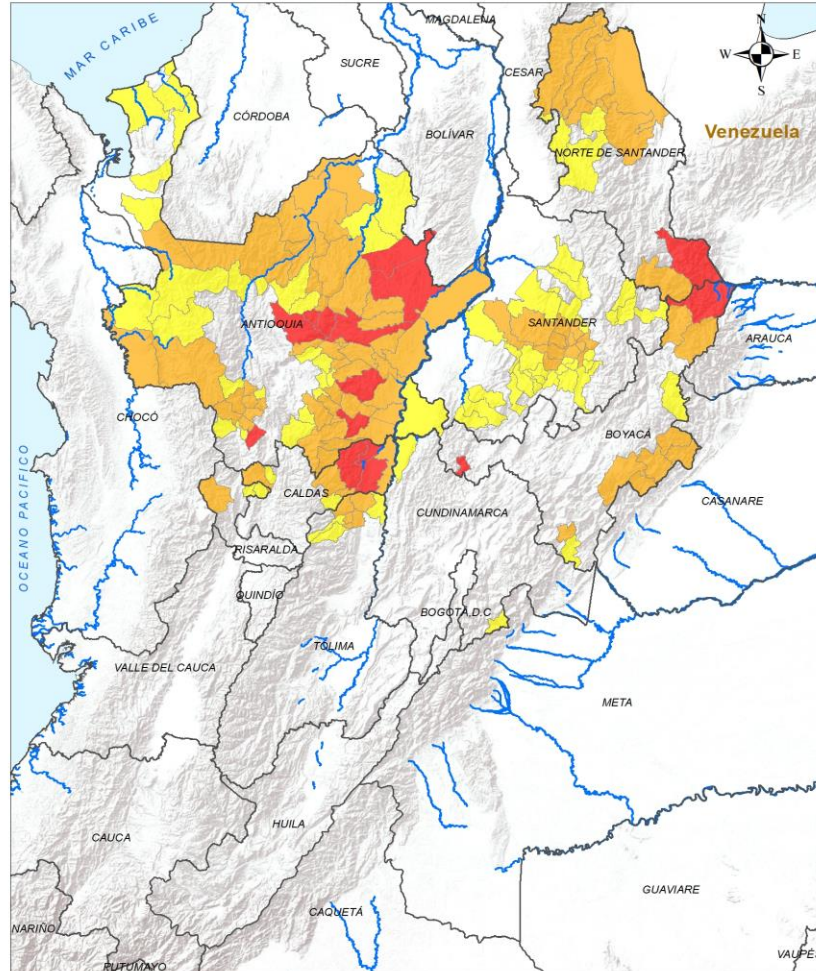 MAGDALENA
MAR CARIBE
SUCRE
CESAR
N
W E
S
CÓRDOBA
BOLÍVAR
Venezuela
NORTE DE SANTANDER
ANTIOQUIA
SANTANDER
ARAUCA
CHOCÓ
BOYACÁ
OCEANO PACIFICO
CALDAS
CUNDINAMARCA
CASANARE
RISARALDA
QUINDÍO
BOGOTÁ,D.C.
TOLIMA
VALLE DEL CAUCA
META
HUILA
CAUCA
GUAVIARE
CAQUETÁ
NARIÑO
PUTUMAYO
VAUPÉS